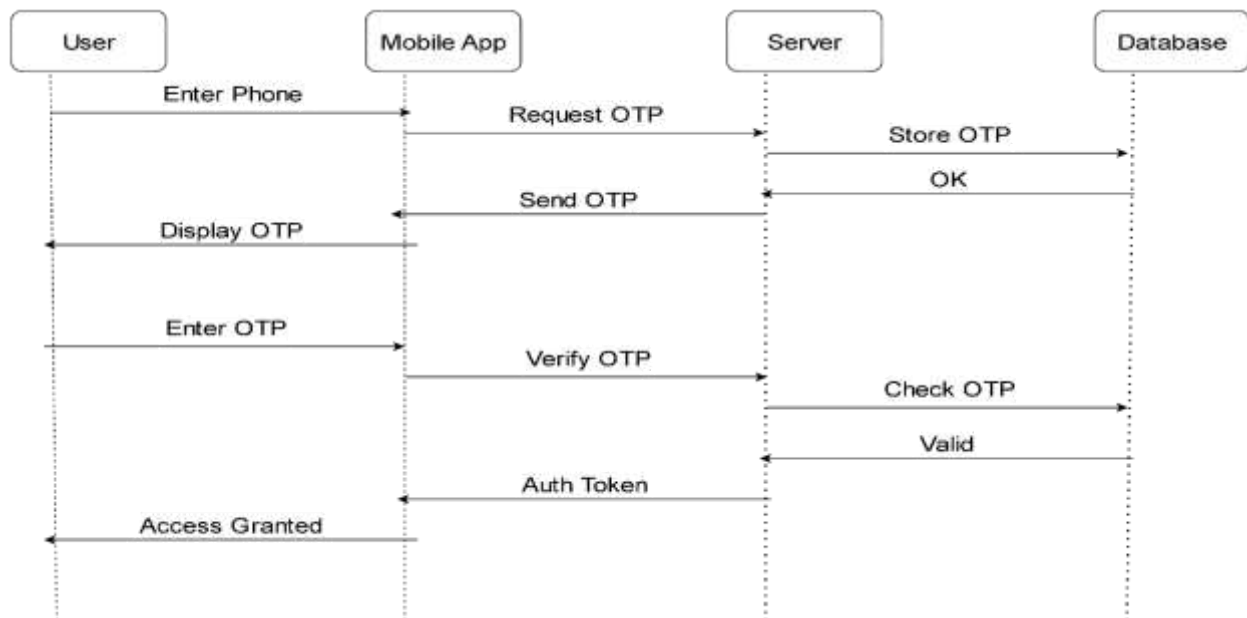 User
Mobile App
Server
Database
Enter Phone
Request OTP
Store OTP
OK
Send OTP
Display OTP
Enter OTP
Verify OTP
Check OTP
Valid
Auth Token
Access Granted